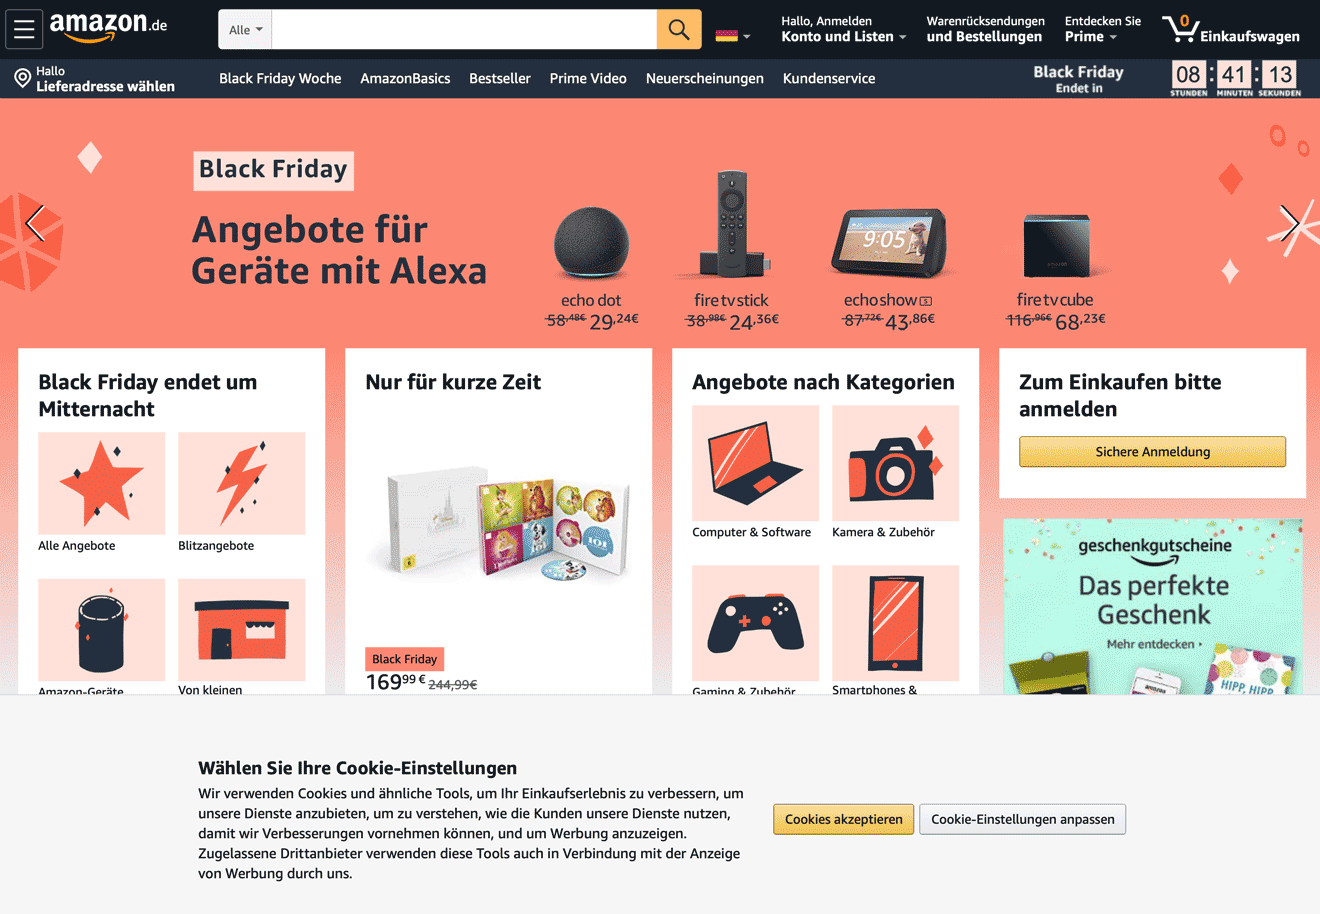 amazon.de
Alle
Hallo, Anmelden
Konto und Listen
Warenrücksendungen
und Bestellungen
Entdecken Sie
Prime
0
Einkaufswagen
Hallo
Lieferadresse wählen
Black Friday Woche
AmazonBasics
Bestseller
Prime Video
Neuerscheinungen
Kundenservice
Black Friday
Endet in
08 : 41 : 13
STUNDEN MINUTEN SEKUNDEN
Black Friday
Angebote für
Geräte mit Alexa
9:05
echo dot
58,48€ 29,24€
fire tv stick
38,98€ 24,36€
echo show 5
87,72€ 43,86€
fire tv cube
116,96€ 68,23€
Black Friday endet um
Mitternacht
Alle Angebote
Blitzangebote
Amazon-Geräte
Von kleinen
Nur für kurze Zeit
101
Black Friday
169 99 € 244,99€
Angebote nach Kategorien
Computer & Software
Kamera & Zubehör
Gaming & Zubehör
Smartphones &
Zum Einkaufen bitte
anmelden
Sichere Anmeldung
geschenkgutscheine
Das perfekte
Geschenk
Mehr entdecken ›
amazon
HIPP, HIPP
Wählen Sie Ihre Cookie-Einstellungen
Wir verwenden Cookies und ähnliche Tools, um Ihr Einkaufserlebnis zu verbessern, um
unsere Dienste anzubieten, um zu verstehen, wie die Kunden unsere Dienste nutzen,
damit wir Verbesserungen vornehmen können, und um Werbung anzuzeigen.
Zugelassene Drittanbieter verwenden diese Tools auch in Verbindung mit der Anzeige
von Werbung durch uns.
Cookies akzeptieren
Cookie-Einstellungen anpassen